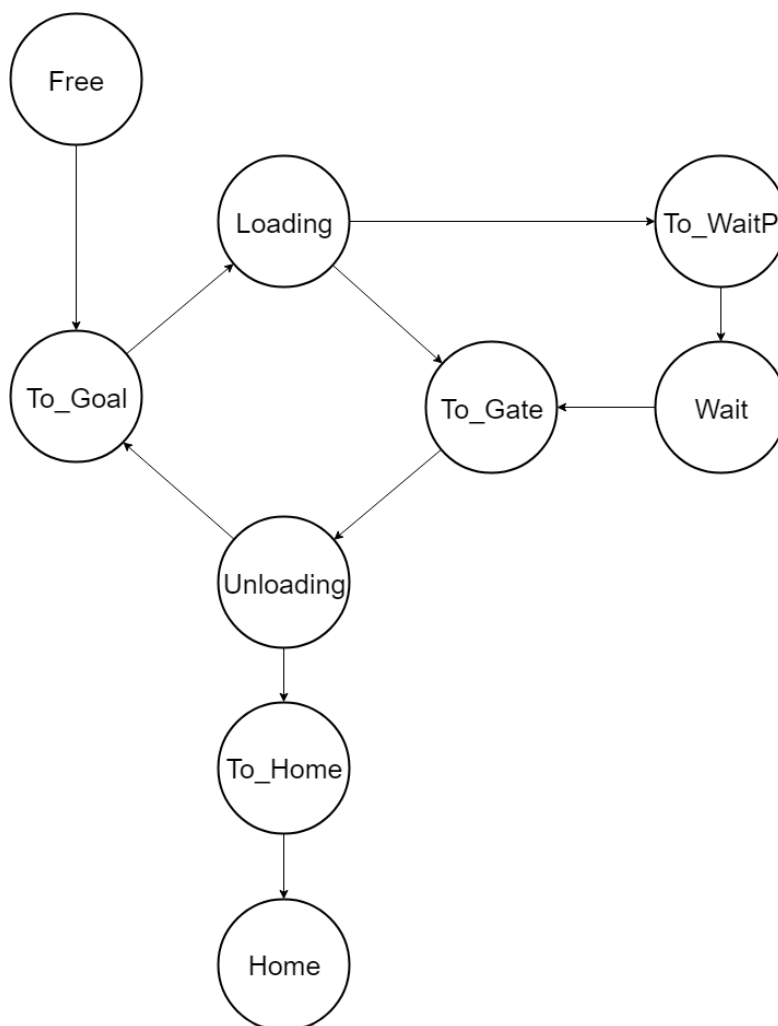 Free
Loading
To_WaitP
To_Goal
To_Gate
Wait
Unloading
To_Home
Home